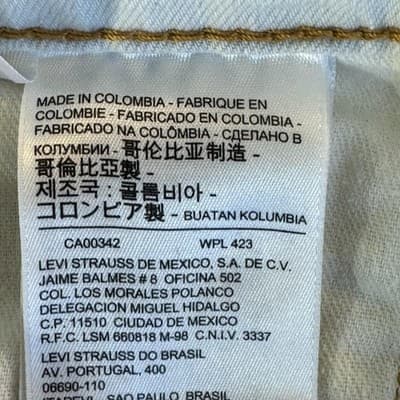 MADE IN COLOMBIA - FABRIQUE EN
COLOMBIE - FABRICADO EN COLOMBIA -
FABRICADO NA COLÔMBIA - СДЕЛАНО В
КОЛУМБИИ - 哥伦比亚制造 -
哥倫比亞製 -
제조국 : 콜롬비아 -
コロンビア製 - BUATAN KOLUMBIA
CA00342 WPL 423
LEVI STRAUSS DE MEXICO, S.A. DE C.V.
JAIME BALMES # 8 OFICINA 502
COL. LOS MORALES POLANCO
DELEGACION MIGUEL HIDALGO
C.P. 11510 CIUDAD DE MEXICO
R.F.C. LSM 660818 M-98 C.N.I.V. 3337
LEVI STRAUSS DO BRASIL
AV. PORTUGAL, 400
06690-110
ITAPEVI - SAO PAULO, BRASIL